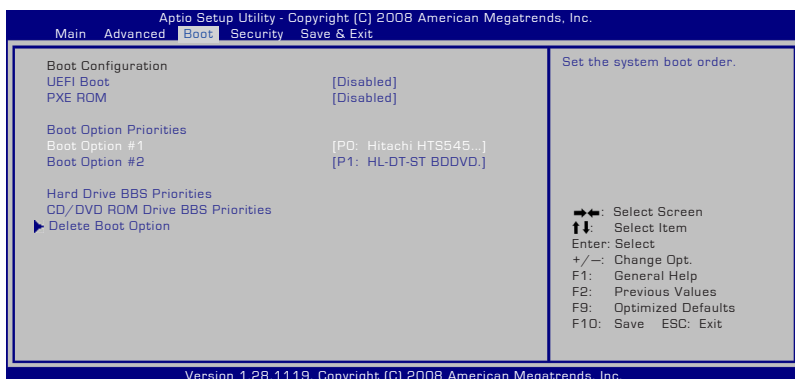 Aptio Setup Utility - Copyright (C) 2008 American Megatrends, Inc.
Main Advanced Boot Security Save & Exit
Boot Configuration
UEFI Boot [Disabled]
PXE ROM [Disabled]
Boot Option Priorities
Boot Option #1 [P0: Hitachi HTS545...]
Boot Option #2 [P1: HL-DT-ST BDDVD.]
Hard Drive BBS Priorities
CD/DVD ROM Drive BBS Priorities
Delete Boot Option
Set the system boot order.
→←: Select Screen
↑↓: Select Item
Enter: Select
+/—: Change Opt.
F1: General Help
F2: Previous Values
F9: Optimized Defaults
F10: Save ESC: Exit
Version 1.28.1119. Copyright (C) 2008 American Megatrends, Inc.